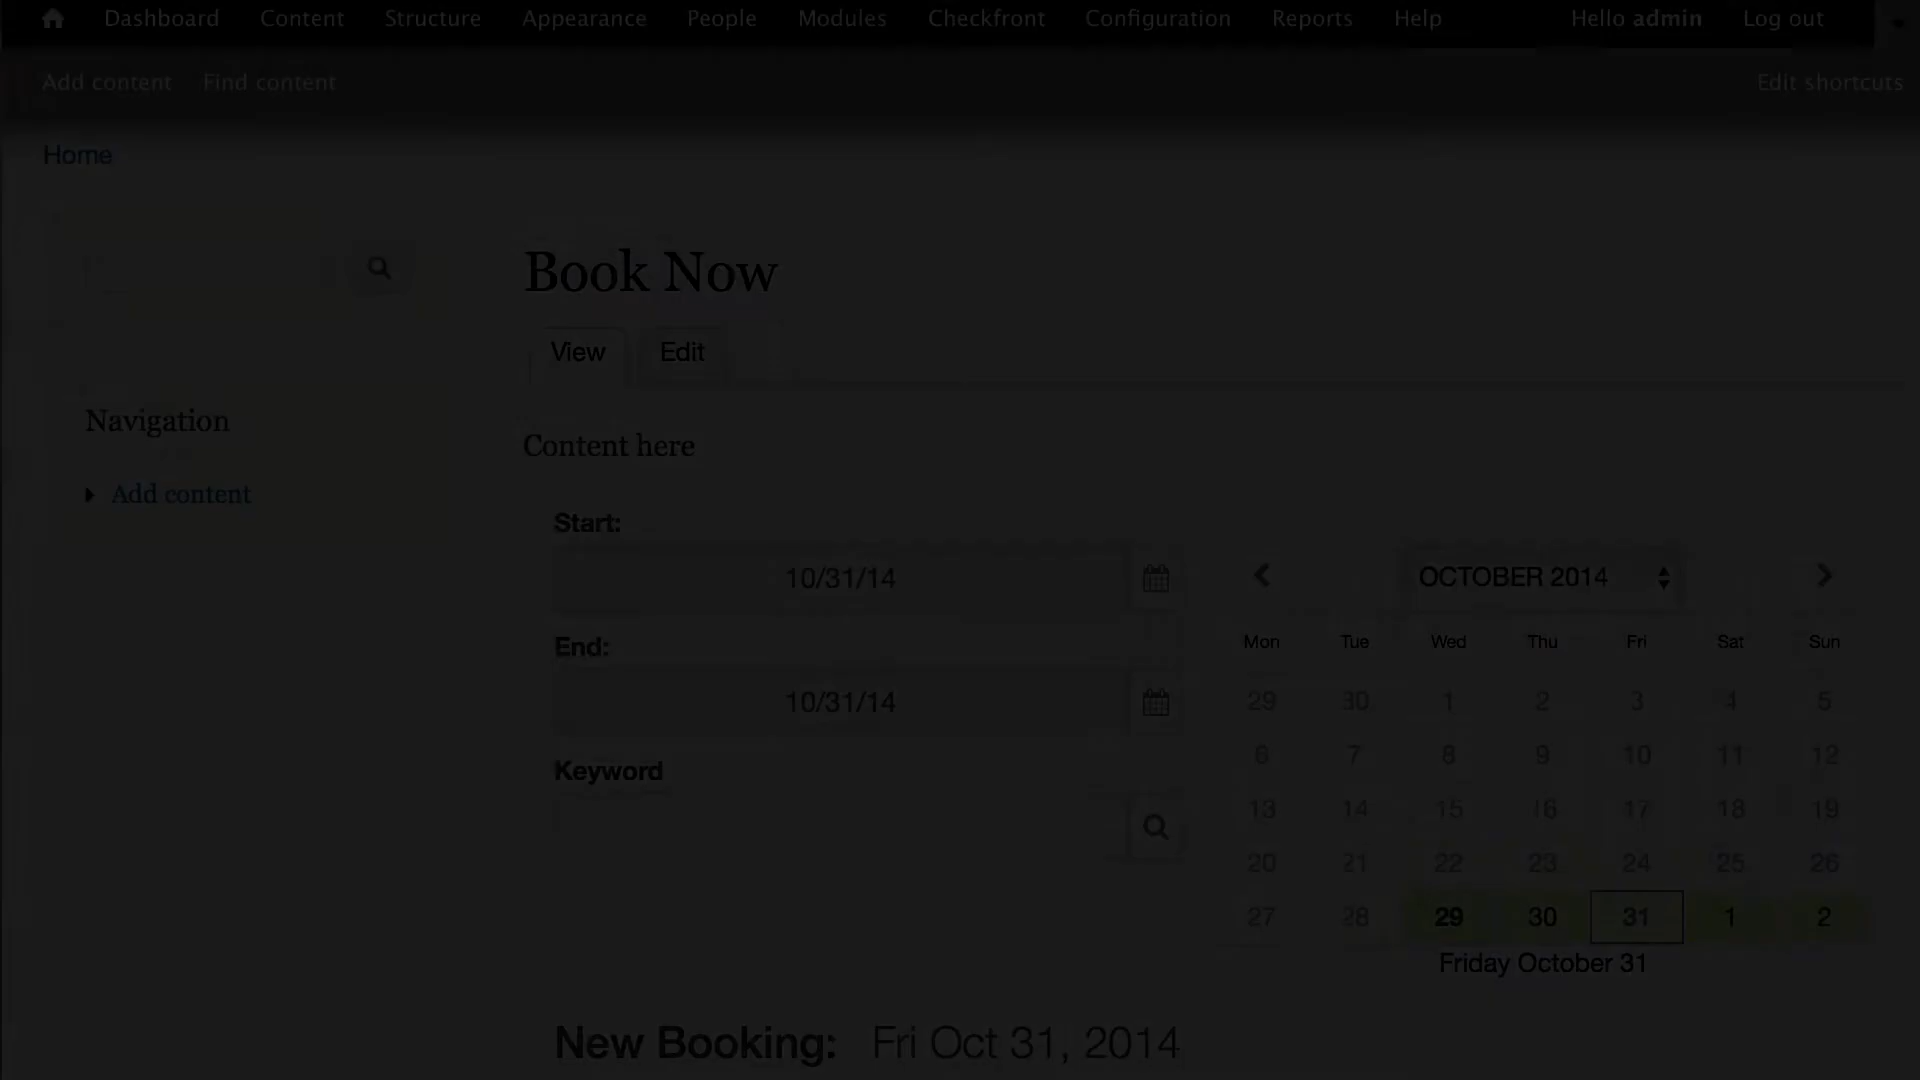 Dashboard Content Structure Appearance People Modules Checkfront Configuration Reports Help Hello admin Log out
Add content Find content Edit shortcuts
Home
Book Now
View Edit
Navigation
Add content
Content here
Start:
10/31/14
End:
10/31/14
Keyword
OCTOBER 2014
Mon Tue Wed Thu Fri Sat Sun
29 30 1 2 3 4 5
6 7 8 9 10 11 12
13 14 15 16 17 18 19
20 21 22 23 24 25 26
27 28 29 30 31 1 2
Friday October 31
New Booking: Fri Oct 31, 2014